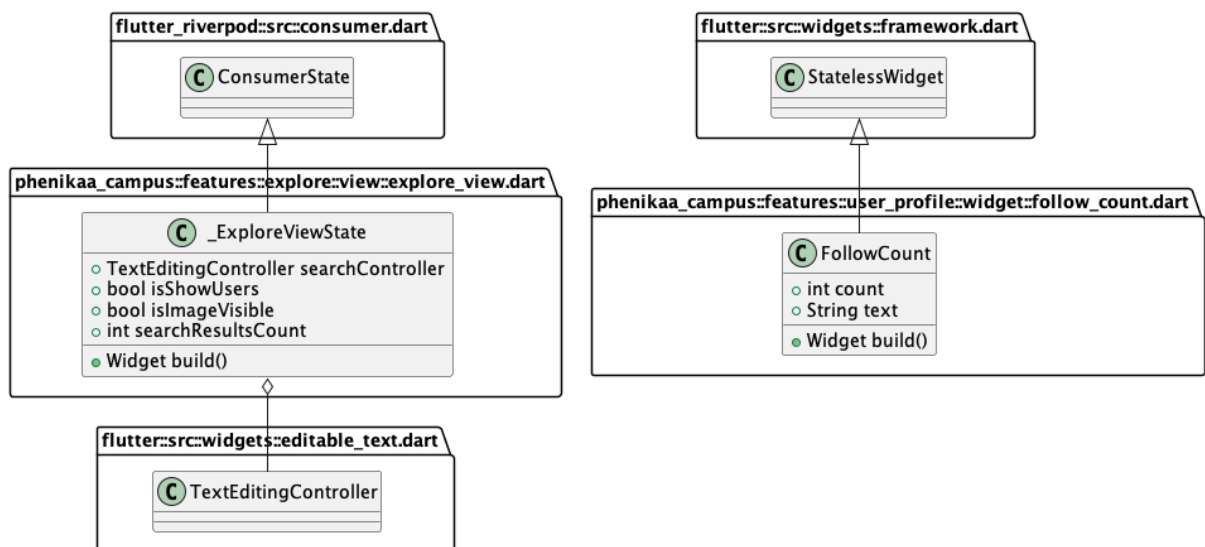 flutter_riverpod::src::consumer.dart
C ConsumerState
phenikaa_campus::features::explore::view::explore_view.dart
C _ExploreViewState
TextEditingController searchController
bool isShowUsers
bool isImageVisible
int searchResultsCount
Widget build()
flutter::src::widgets::editable_text.dart
C TextEditingController
flutter::src::widgets::framework.dart
C StatelessWidget
phenikaa_campus::features::user_profile::widget::follow_count.dart
C FollowCount
int count
String text
Widget build()